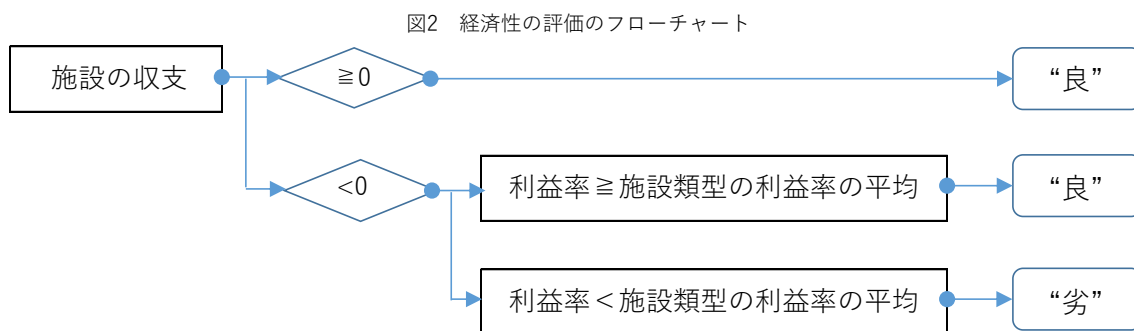 図2　経済性の評価のフローチャート
施設の収支
≧0
“良”
<0
利益率≧施設類型の利益率の平均
“良”
利益率＜施設類型の利益率の平均
“劣”